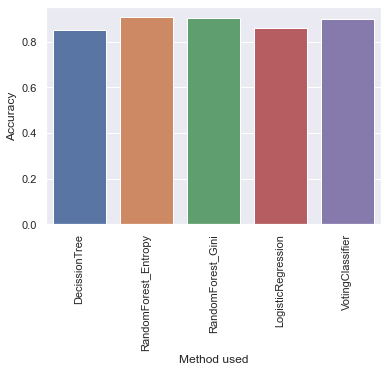 0.8
0.6
0.4
0.2
0.0
Accuracy
DecissionTree
RandomForest_Entropy
RandomForest_Gini
LogisticRegression
VotingClassifier
Method used